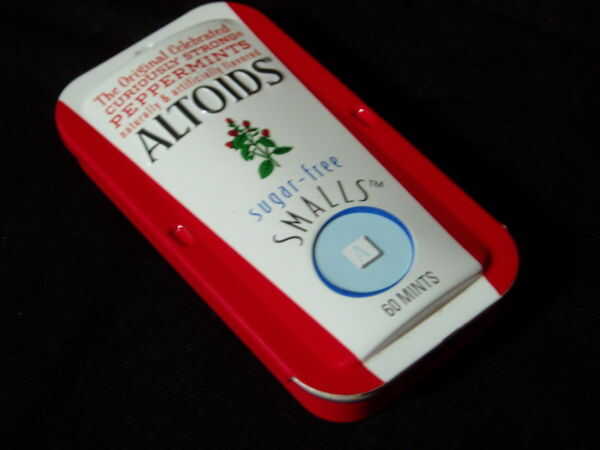 The Original Celebrated
CURIOUSLY STRONG
PEPPERMINTS
naturally & artificially flavored
ALTOIDS®
sugar-free
SMALLS™
A
60 MINTS